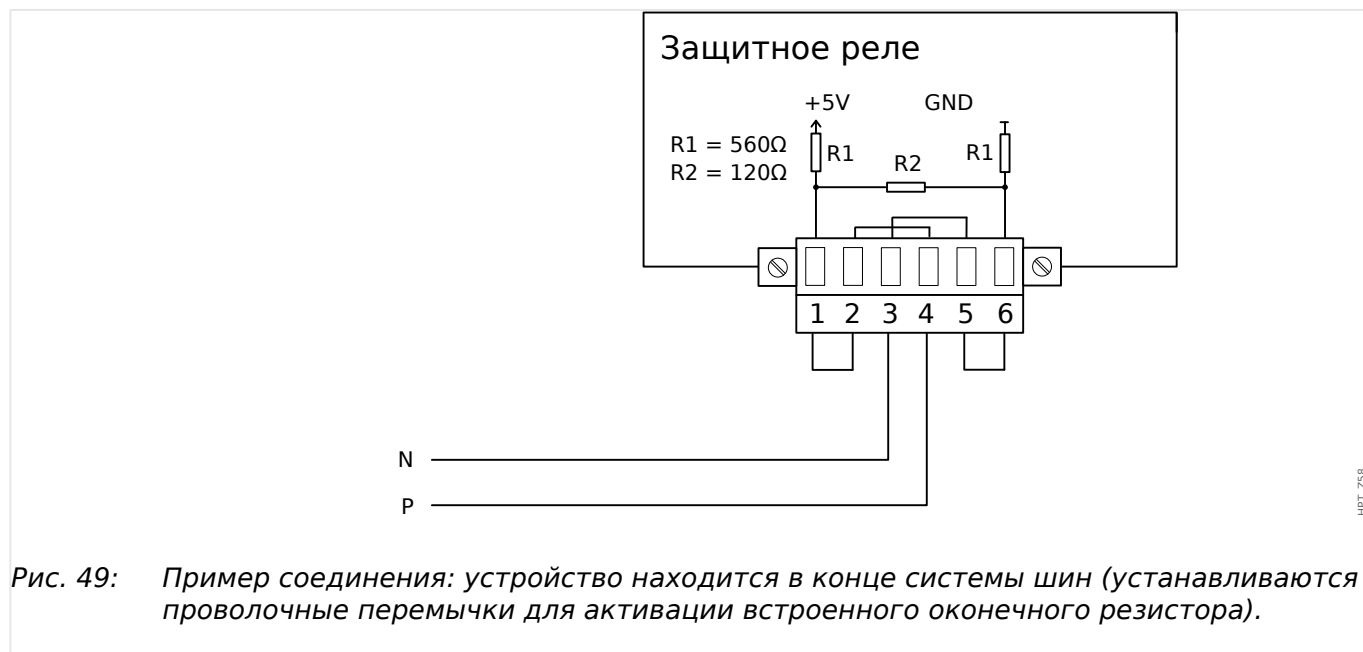 Защитное реле
+5V GND
R1 = 560Ω
R2 = 120Ω
R1 R2 R1
1 2 3 4 5 6
N
P
HPT_Z58
Рис. 49: Пример соединения: устройство находится в конце системы шин (устанавливаются
проволочные перемычки для активации встроенного оконечного резистора).